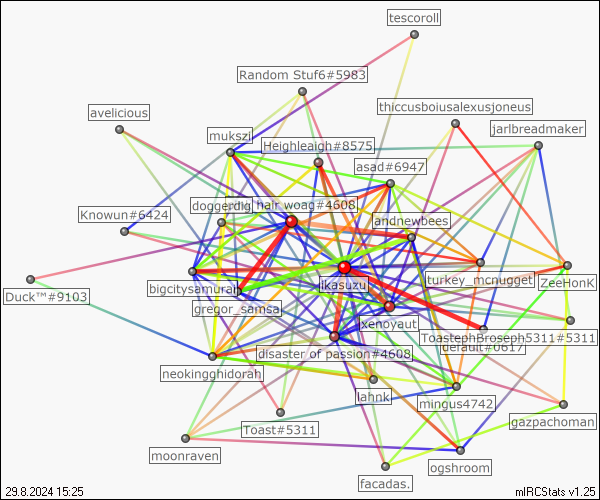 tescoroll
Random Stuf6#5983
thiccusboiusalexusjoneus
avelicious
jarlbreadmaker
mukszi
Heighleaigh#8575
asad#6947
doggerdlg
hair woag#4608
Knowun#6424
andnewbees
turkey_mcnugget
ZeeHonK
bigcitysamurah
ikasuzu
Duck™#9103
gregor_samsa
xenoyaut
ToastephBroseph5311#5311
default#0617
disaster of passion#4608
neokingghidorah
lahnk
mingus4742
gazpachoman
Toast#5311
moonraven
ogshroom
facadas.
29.8.2024 15:25
mIRCStats v1.25